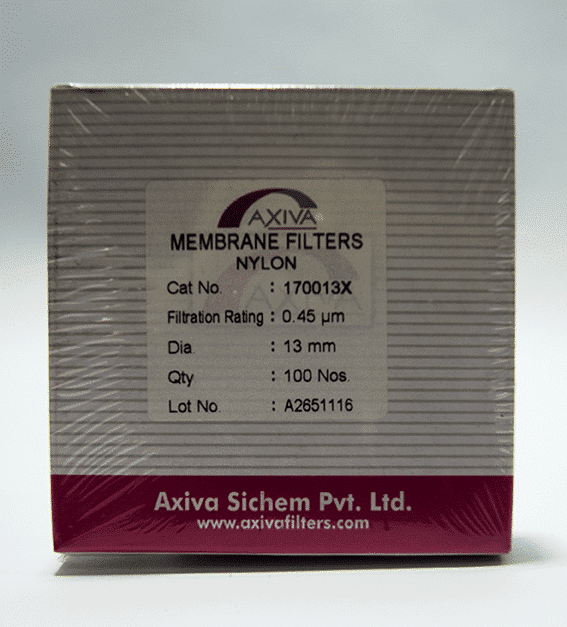 AXIVA
MEMBRANE FILTERS
NYLON
Cat No. : 170013X
Filtration Rating : 0.45 µm
Dia. : 13 mm
Qty : 100 Nos.
Lot No. : A2651116
Axiva Sichem Pvt. Ltd.
www.axivafilters.com